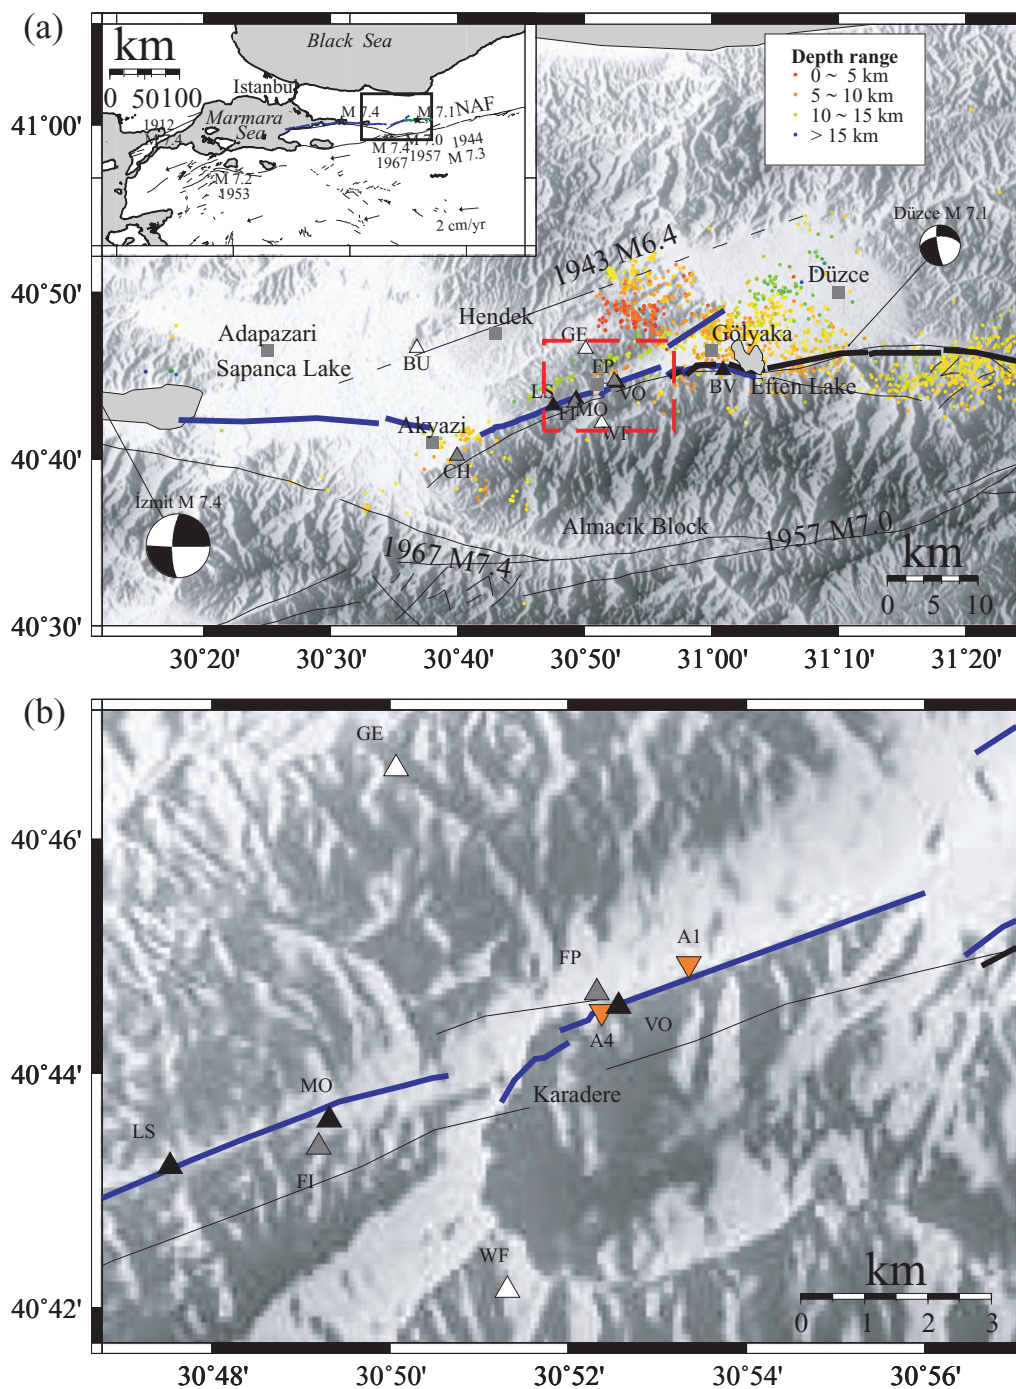 (a)
km
0 50 100
Black Sea
Istanbul
Marmara
Sea
M 7.4
M 7.1
NAF
1912
M 7.4
M 7.4
1967
M 7.0
1957
1944
M 7.3
M 7.2
1953
2 cm/yr
Depth range
0 ~ 5 km
5 ~ 10 km
10 ~ 15 km
> 15 km
Düzce M 7.1
1943 M6.4
Düzce
Hendek
Adapazari
Sapanca Lake
BU
GE
FP
Gölyaka
LS
FI
MO
VO
BV
Eften Lake
WF
Akyazi
CH
İzmit M 7.4
Almacik Block
1967 M7.4
1957 M7.0
km
0 5 10
41°00'
40°50'
40°40'
40°30'
30°20' 30°30' 30°40' 30°50' 31°00' 31°10' 31°20'
(b)
GE
40°46'
A1
FP
VO
A4
40°44'
MO
Karadere
LS
FI
WF
km
0 1 2 3
40°42'
30°48' 30°50' 30°52' 30°54' 30°56'